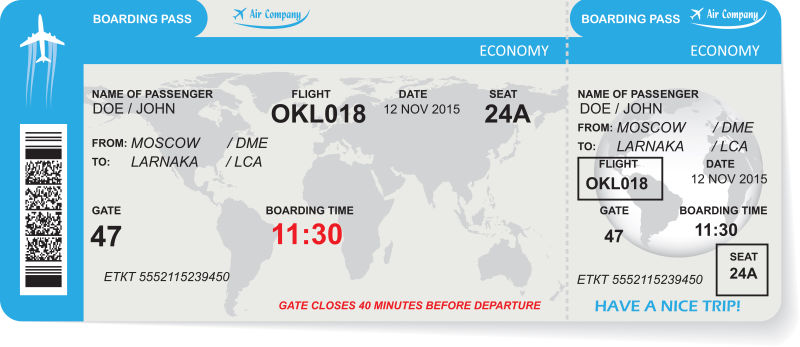 BOARDING PASS
Air Company
ECONOMY
NAME OF PASSENGER
DOE / JOHN
FLIGHT
OKL018
DATE
12 NOV 2015
SEAT
24A
FROM: MOSCOW / DME
TO: LARNAKA / LCA
GATE
47
BOARDING TIME
11:30
ETKT 5552115239450
GATE CLOSES 40 MINUTES BEFORE DEPARTURE
BOARDING PASS
Air Company
ECONOMY
NAME OF PASSENGER
DOE / JOHN
FROM: MOSCOW / DME
TO: LARNAKA / LCA
FLIGHT
OKL018
DATE
12 NOV 2015
GATE
47
BOARDING TIME
11:30
SEAT
24A
ETKT 5552115239450
HAVE A NICE TRIP!